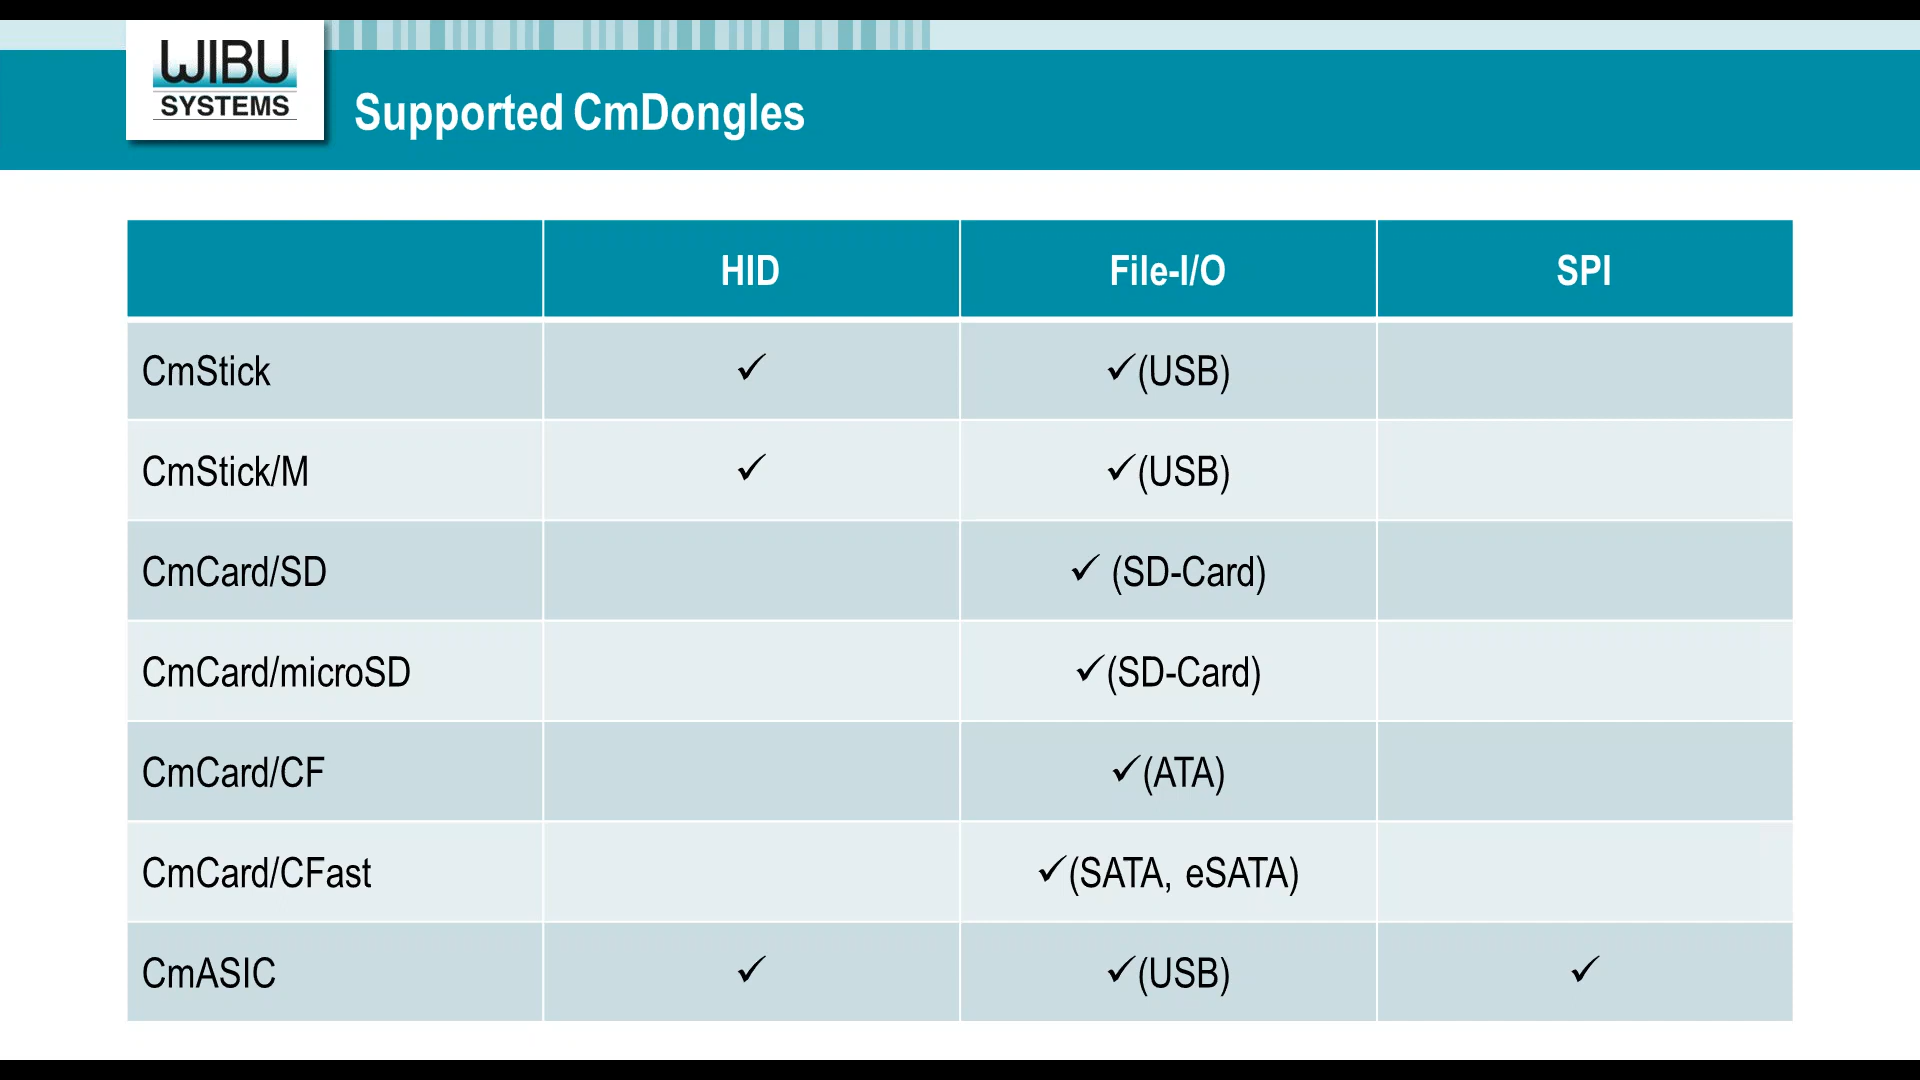 WIBU
SYSTEMS
Supported CmDongles
HID File-I/O SPI
CmStick ✓ ✓(USB)
CmStick/M ✓ ✓(USB)
CmCard/SD ✓ (SD-Card)
CmCard/microSD ✓(SD-Card)
CmCard/CF ✓(ATA)
CmCard/CFast ✓(SATA, eSATA)
CmASIC ✓ ✓(USB) ✓